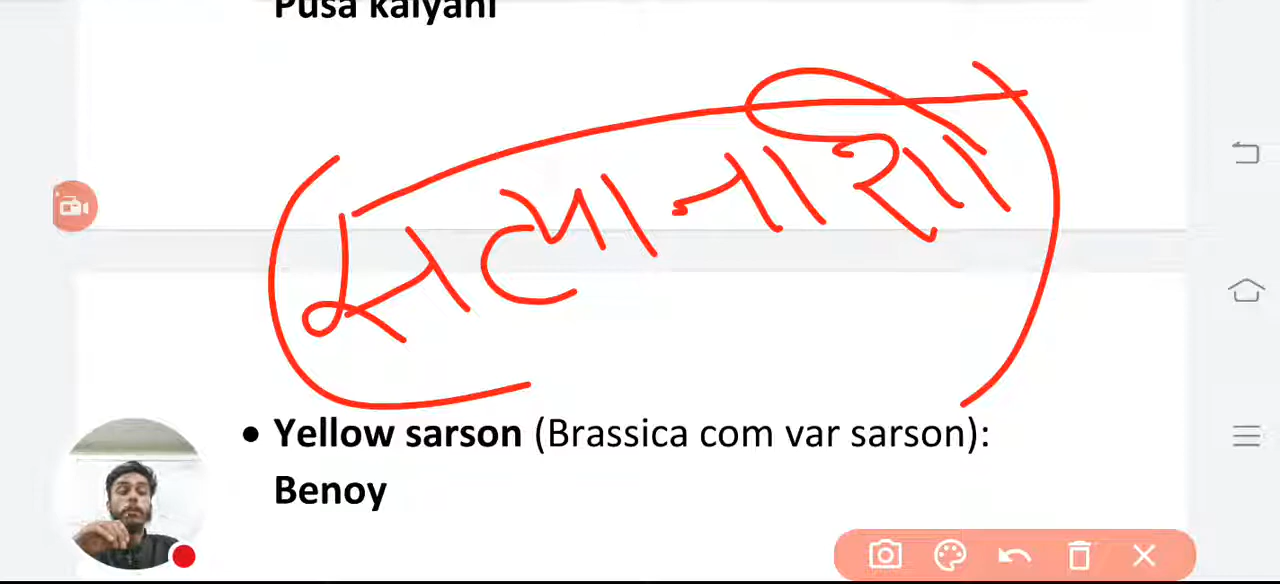 Pusa kalyani
सत्यानाशी
• Yellow sarson (Brassica com var sarson):
Benoy